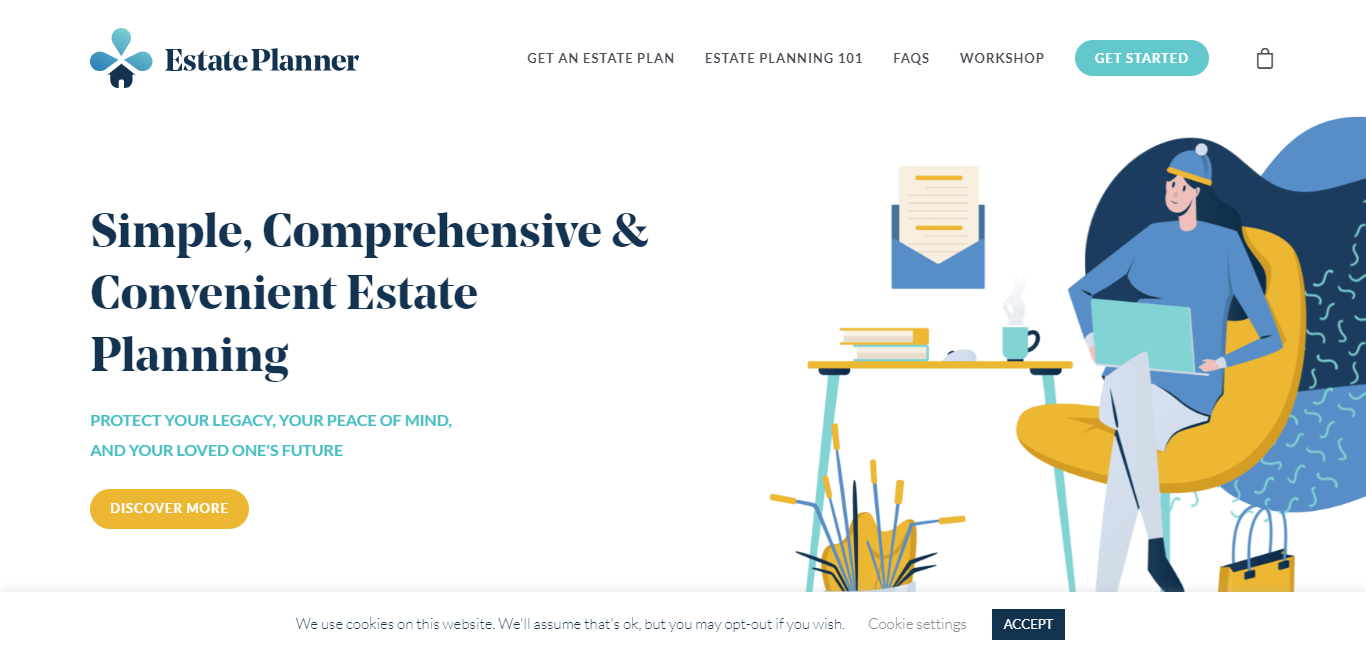 Estate Planner
GET AN ESTATE PLAN
ESTATE PLANNING 101
FAQS
WORKSHOP
GET STARTED
Simple, Comprehensive &
Convenient Estate
Planning
PROTECT YOUR LEGACY, YOUR PEACE OF MIND,
AND YOUR LOVED ONE'S FUTURE
DISCOVER MORE
We use cookies on this website. We'll assume that's ok, but you may opt-out if you wish.
Cookie settings
ACCEPT